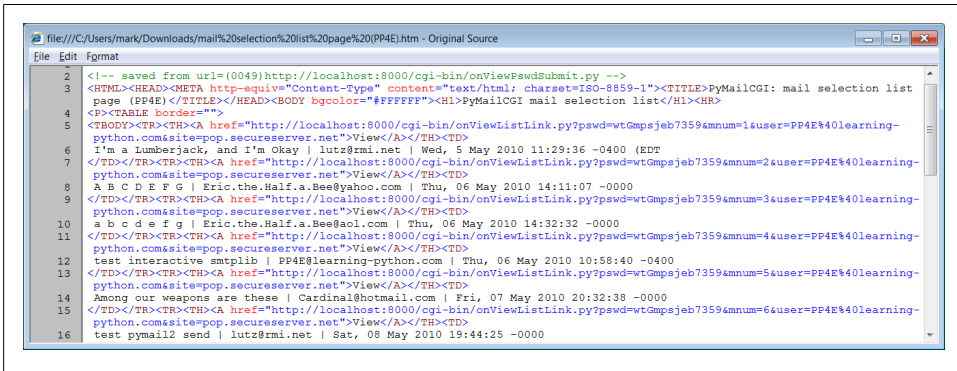 file:///C:/Users/mark/Downloads/mail%20selection%20list%20page%20(PP4E).htm - Original Source
File Edit Format
2 <!-- saved from url=(0049)http://localhost:8000/cgi-bin/onViewPswdSubmit.py -->
3 <HTML><HEAD><META http-equiv="Content-Type" content="text/html; charset=ISO-8859-1"><TITLE>PyMailCGI: mail selection list
page (PP4E)</TITLE></HEAD><BODY bgcolor="#FFFFFF"><H1>PyMailCGI mail selection list</H1><HR>
4 <P><TABLE border="">
5 <TBODY><TR><TH><A href="http://localhost:8000/cgi-bin/onViewListLink.py?pswd=wtGmpsjeb7359&mnum=1&user=PP4E%40learning-
python.com&site=pop.secureserver.net">View</A></TH><TD>
6 I'm a Lumberjack, and I'm Okay | lutz@rmi.net | Wed, 5 May 2010 11:29:36 -0400 (EDT
7 </TD></TR><TR><TH><A href="http://localhost:8000/cgi-bin/onViewListLink.py?pswd=wtGmpsjeb7359&mnum=2&user=PP4E%40learning-
python.com&site=pop.secureserver.net">View</A></TH><TD>
8 A B C D E F G | Eric.the.Half.a.Bee@yahoo.com | Thu, 06 May 2010 14:11:07 -0000
9 </TD></TR><TR><TH><A href="http://localhost:8000/cgi-bin/onViewListLink.py?pswd=wtGmpsjeb7359&mnum=3&user=PP4E%40learning-
python.com&site=pop.secureserver.net">View</A></TH><TD>
10 a b c d e f g | Eric.the.Half.a.Bee@aol.com | Thu, 06 May 2010 14:32:32 -0000
11 </TD></TR><TR><TH><A href="http://localhost:8000/cgi-bin/onViewListLink.py?pswd=wtGmpsjeb7359&mnum=4&user=PP4E%40learning-
python.com&site=pop.secureserver.net">View</A></TH><TD>
12 test interactive smtplib | PP4E@learning-python.com | Thu, 06 May 2010 10:58:40 -0400
13 </TD></TR><TR><TH><A href="http://localhost:8000/cgi-bin/onViewListLink.py?pswd=wtGmpsjeb7359&mnum=5&user=PP4E%40learning-
python.com&site=pop.secureserver.net">View</A></TH><TD>
14 Among our weapons are these | Cardinal@hotmail.com | Fri, 07 May 2010 20:32:38 -0000
15 </TD></TR><TR><TH><A href="http://localhost:8000/cgi-bin/onViewListLink.py?pswd=wtGmpsjeb7359&mnum=6&user=PP4E%40learning-
python.com&site=pop.secureserver.net">View</A></TH><TD>
16 test pymail2 send | lutz@rmi.net | Sat, 08 May 2010 19:44:25 -0000